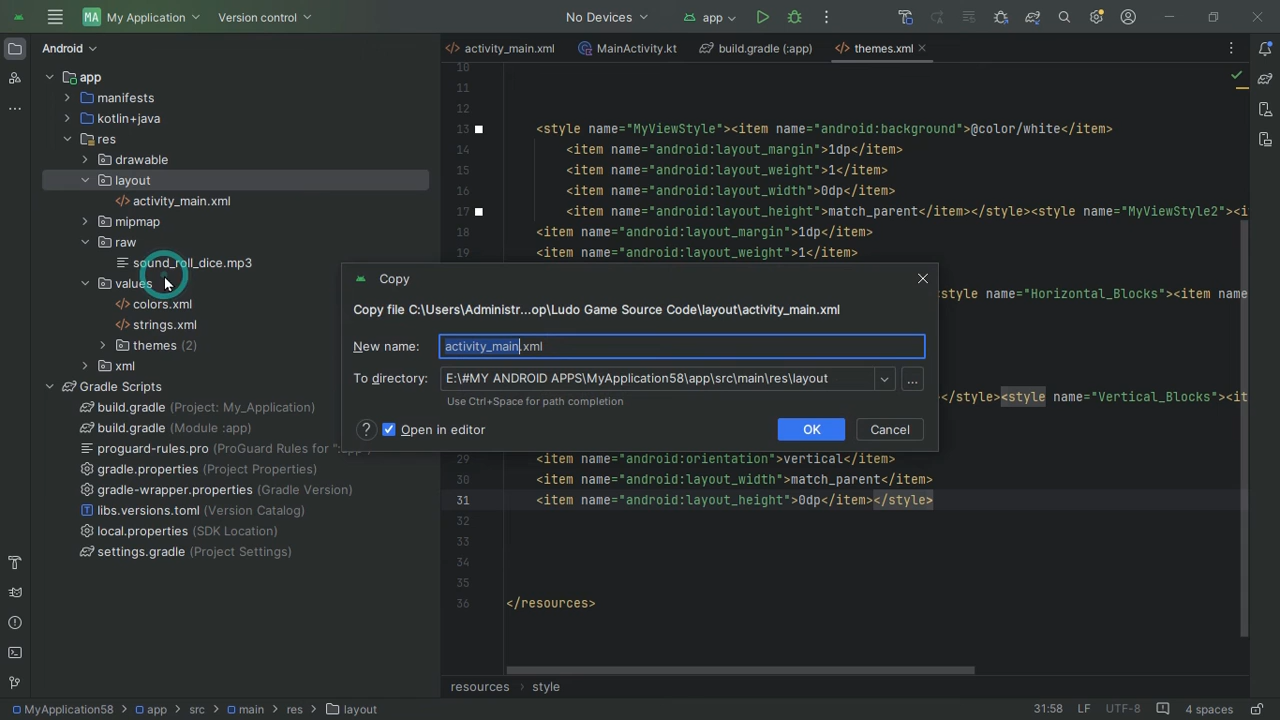 MA My Application Version control No Devices app
Android
activity_main.xml MainActivity.kt build.gradle (:app) themes.xml
app
manifests
kotlin+java
res
drawable
layout
activity_main.xml
mipmap
raw
sound_roll_dice.mp3
values
colors.xml
strings.xml
themes (2)
xml
Gradle Scripts
build.gradle (Project: My_Application)
build.gradle (Module :app)
proguard-rules.pro (ProGuard Rules for ":app
gradle.properties (Project Properties)
gradle-wrapper.properties (Gradle Version)
libs.versions.toml (Version Catalog)
local.properties (SDK Location)
settings.gradle (Project Settings)
10
11
12
13 <style name="MyViewStyle"><item name="android:background">@color/white</item>
14 <item name="android:layout_margin">1dp</item>
15 <item name="android:layout_weight">1</item>
16 <item name="android:layout_width">0dp</item>
17 <item name="android:layout_height">match_parent</item></style><style name="MyViewStyle2"><it
18 <item name="android:layout_margin">1dp</item>
19 <item name="android:layout_weight">1</item>
style name="Horizontal_Blocks"><item
></style><style name="Vertical_Blocks"><it
29 <item name="android:orientation">vertical</item>
30 <item name="android:layout_width">match_parent</item>
31 <item name="android:layout_height">0dp</item></style>
32
33
34
35
36 </resources>
Copy
Copy file C:\Users\Administr...op\Ludo Game Source Code\layout\activity_main.xml
New name: activity_main.xml
To directory: E:\#MY ANDROID APPS\MyApplication58\app\src\main\res\layout
Use Ctrl+Space for path completion
? Open in editor OK Cancel
resources > style
MyApplication58 > app > src > main > res > layout 31:58 LF UTF-8 4 spaces